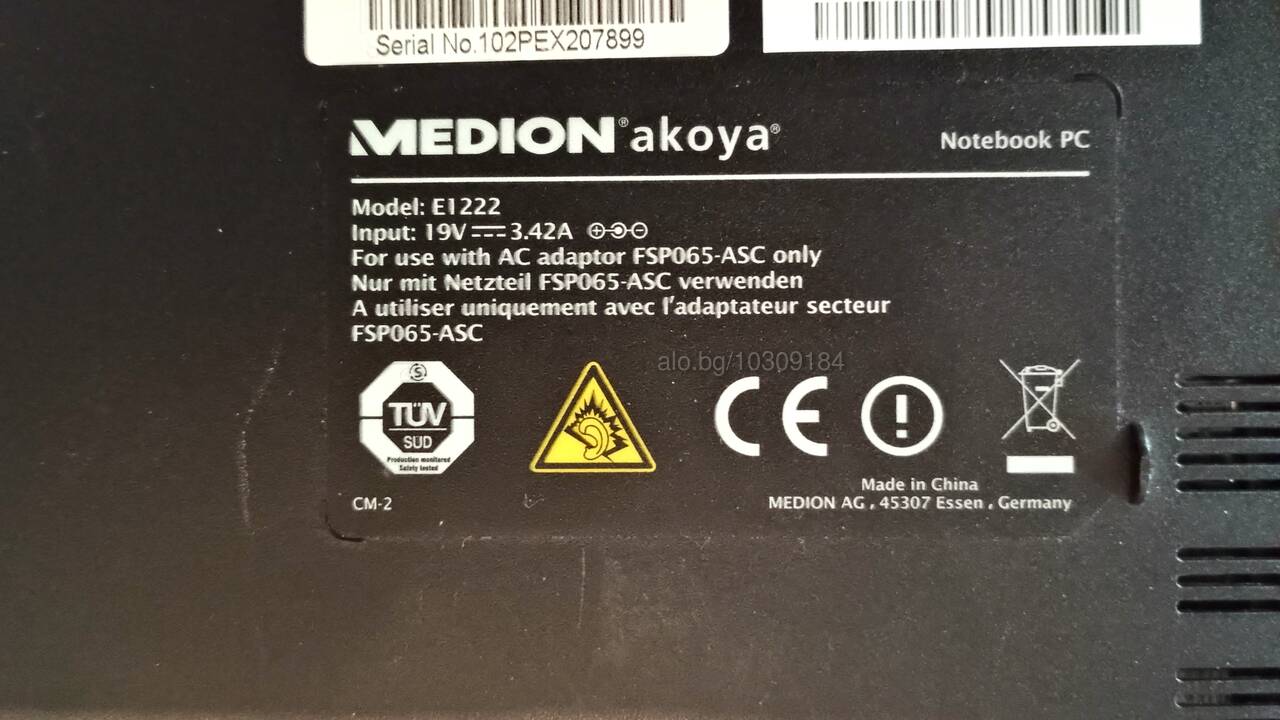 Serial No.102PEX207899
MEDION® akoya®
Notebook PC
Model: E1222
Input: 19V 3.42A
For use with AC adaptor FSP065-ASC only
Nur mit Netzteil FSP065-ASC verwenden
A utiliser uniquement avec l'adaptateur secteur
FSP065-ASC
alo.bg/10309184
S
TÜV
SÜD
Production monitored
Safety tested
CE
CM-2
Made in China
MEDION AG , 45307 Essen , Germany